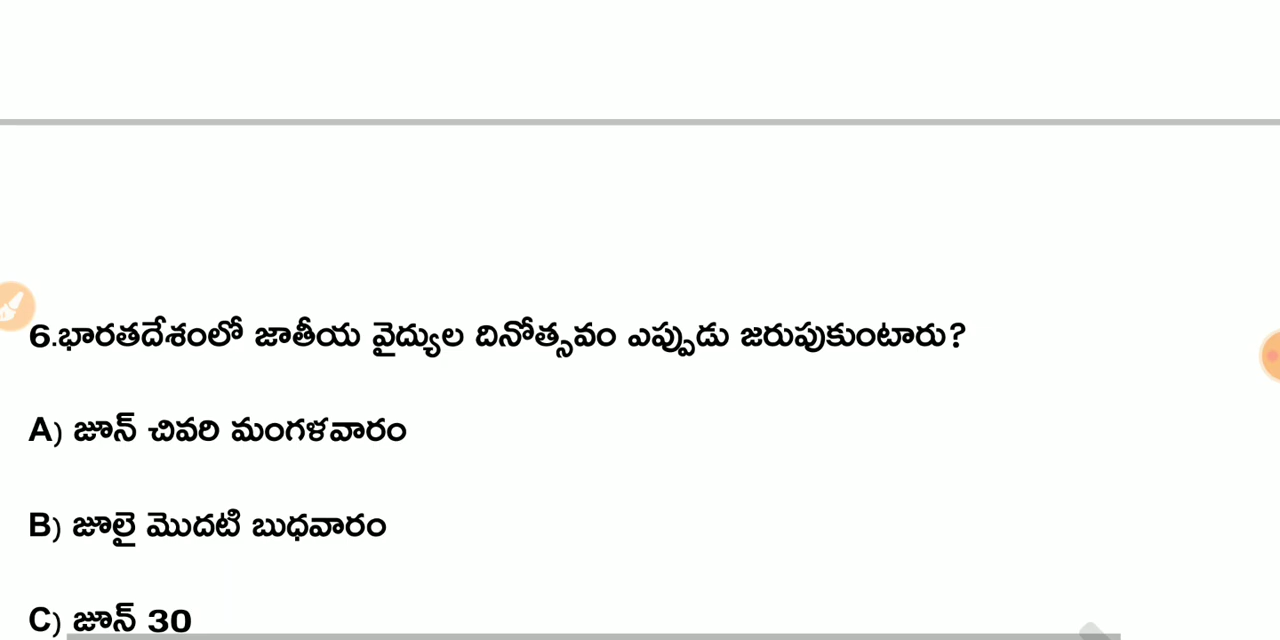 6.భారతదేశంలో జాతీయ వైద్యుల దినోత్సవం ఎప్పుడు జరుపుకుంటారు?
A) జూన్ చివరి మంగళవారం
B) జూలై మొదటి బుధవారం
C) జూన్ 30